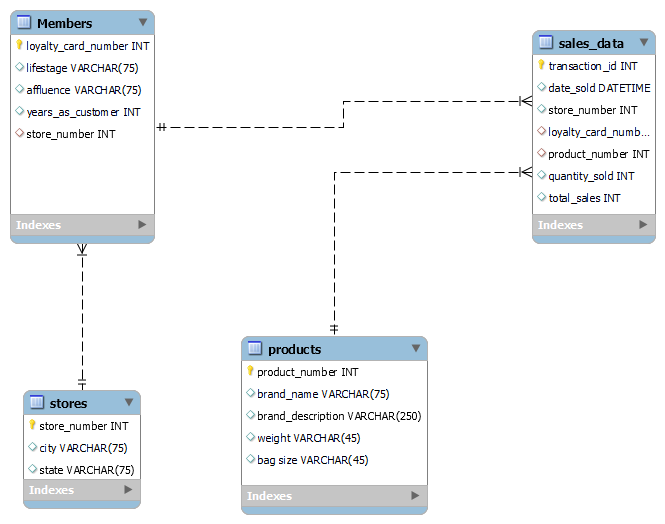 Members
loyalty_card_number INT
lifestage VARCHAR(75)
affluence VARCHAR(75)
years_as_customer INT
store_number INT
Indexes
sales_data
transaction_id INT
date_sold DATETIME
store_number INT
loyalty_card_numb...
product_number INT
quantity_sold INT
total_sales INT
Indexes
stores
store_number INT
city VARCHAR(75)
state VARCHAR(75)
Indexes
products
product_number INT
brand_name VARCHAR(75)
brand_description VARCHAR(250)
weight VARCHAR(45)
bag size VARCHAR(45)
Indexes